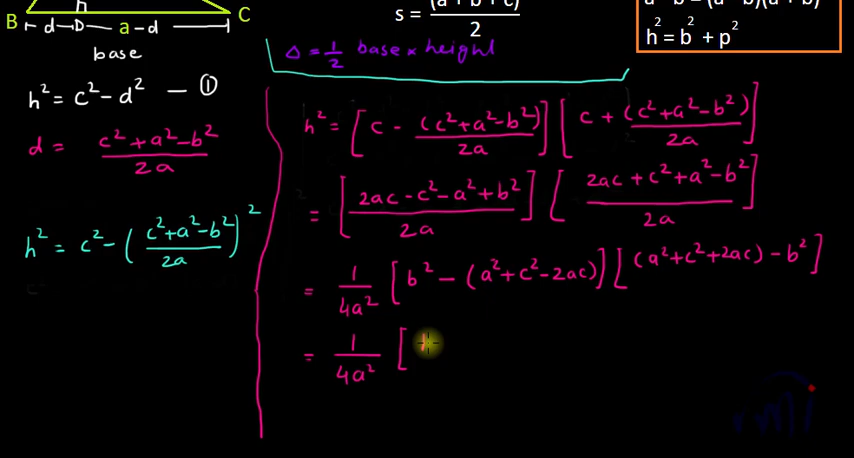 h
B d D a-d C
base
h² = c² - d² — ①
d = c² + a² - b² / 2a
h² = c² - (c² + a² - b² / 2a)²
s = (a + b + c) / 2
Δ = 1/2 base × height
h² = b² + p²
h² = [c - (c² + a² - b²) / 2a] [c + (c² + a² - b²) / 2a]
= [2ac - c² - a² + b² / 2a] [2ac + c² + a² - b² / 2a]
= 1/4a² [b² - (a² + c² - 2ac)] [(a² + c² + 2ac) - b²]
= 1/4a² [